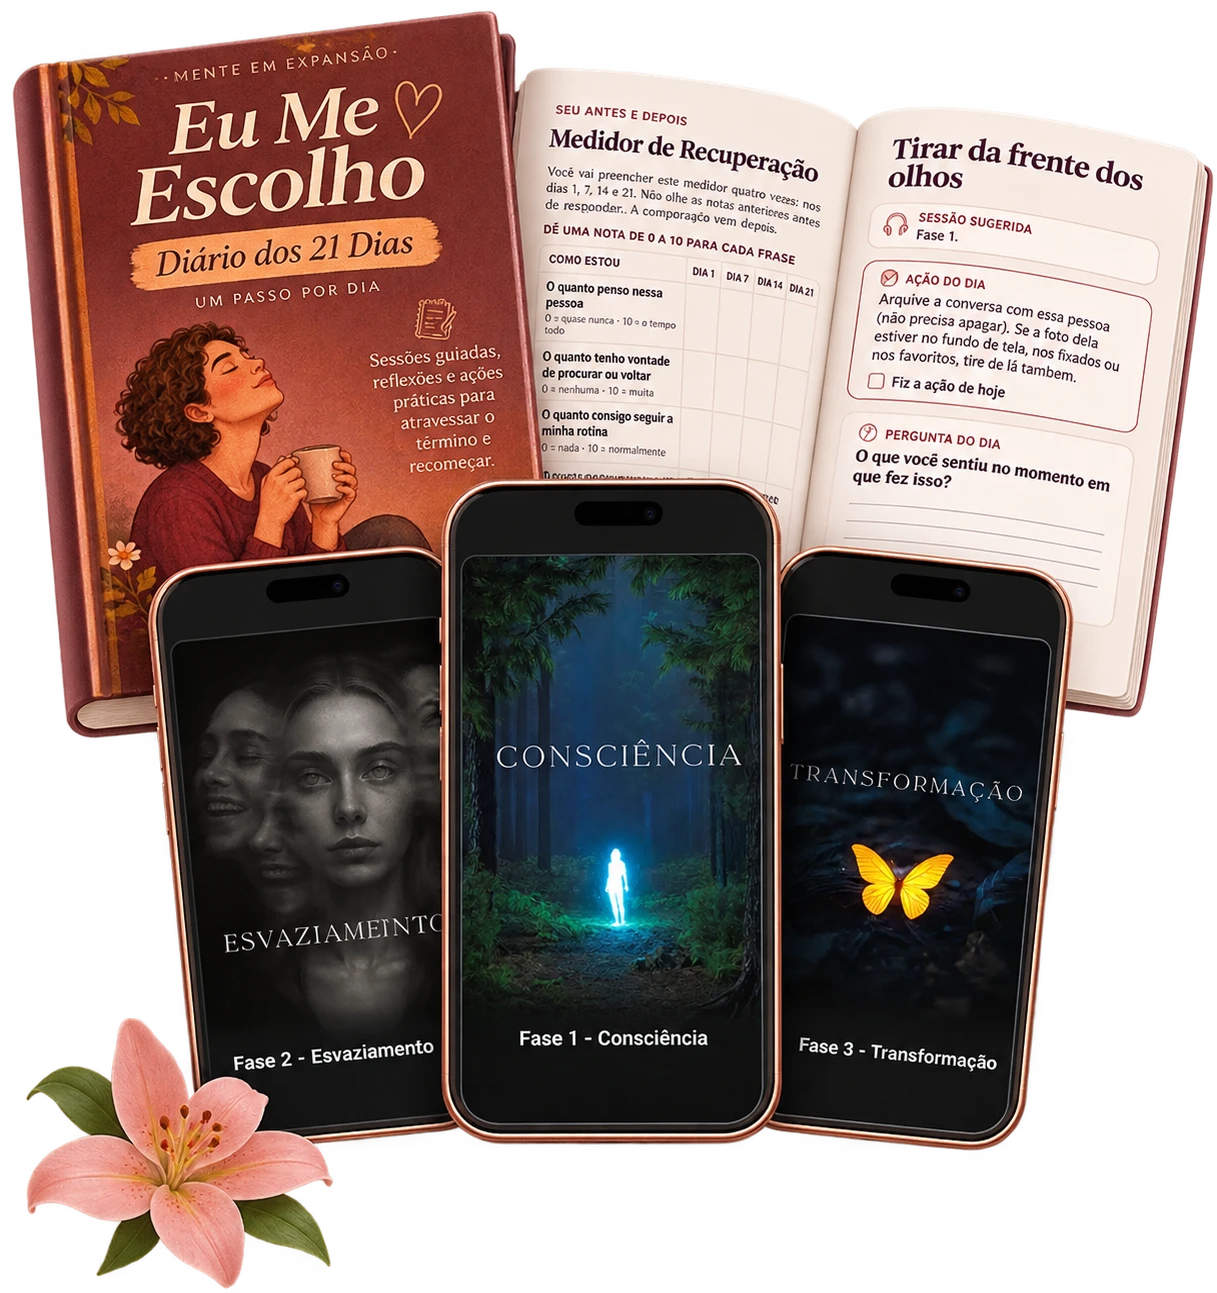 · MENTE EM EXPANSÃO ·
Eu Me
Escolho
Diário dos 21 Dias
UM PASSO POR DIA
Sessões guiadas,
reflexões e ações
práticas para
atravessar o
término e
recomeçar.
SEU ANTES E DEPOIS
Medidor de Recuperação
Você vai preencher este medidor quatro vezes: nos
dias 1, 7, 14 e 21. Não olhe as notas anteriores antes
de responder.. A comporação vem depois.
DÊ UMA NOTA DE 0 A 10 PARA CADA FRASE
COMO ESTOU DIA 1 DIA 7 DIA 14 DIA 21
O quanto penso nessa
pessoa
0 = quase nunca · 10 = o tempo
todo
O quanto tenho vontade
de procurar ou voltar
0 = nenhuma · 10 = muita
O quanto consigo seguir a
minha rotina
0 = nada · 10 = normalmente
Tirar da frente dos
olhos
SESSÃO SUGERIDA
Fase 1.
AÇÃO DO DIA
Arquive a conversa com essa pessoa
(não precisa apagar). Se a foto dela
estiver no fundo de tela, nos fixados ou
nos favoritos, tire de lá tambem.
Fiz a ação de hoje
PERGUNTA DO DIA
O que você sentiu no momento em
que fez isso?
ESVAZIAMEINTO
Fase 2 - Esvaziamento
CONSCIÊNCIA
Fase 1 - Consciência
TRANSFORMAÇÃO
Fase 3 - Transformação